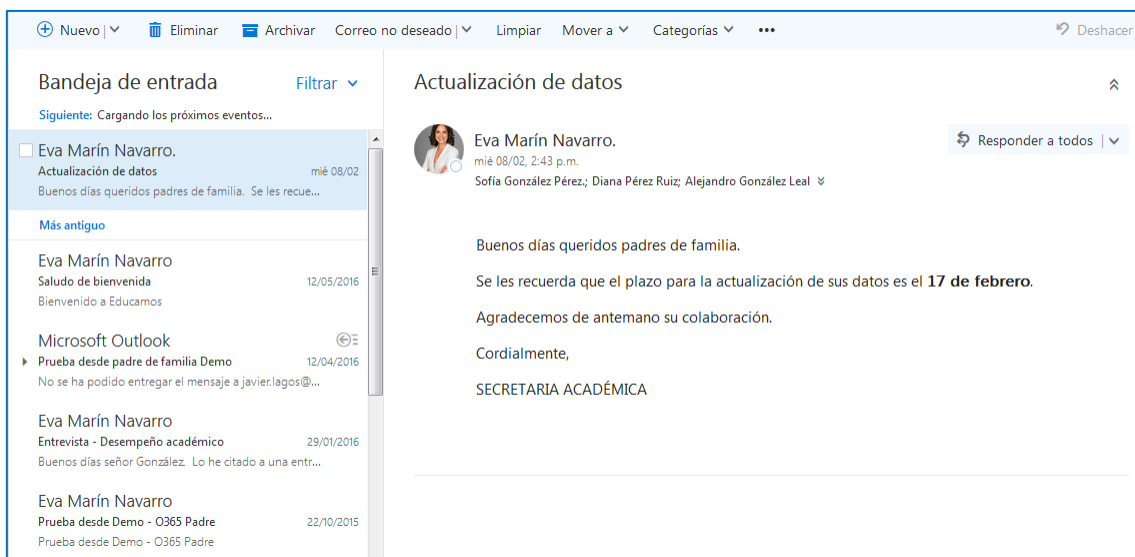 Nuevo | Eliminar Archivar Correo no deseado | Limpiar Mover a Categorías ••• Deshacer
Bandeja de entrada Filtrar
Siguiente: Cargando los próximos eventos...
Eva Marín Navarro.
Actualización de datos mié 08/02
Buenos días queridos padres de familia. Se les recue...
Más antiguo
Eva Marín Navarro
Saludo de bienvenida 12/05/2016
Bienvenido a Educamos
Microsoft Outlook
Prueba desde padre de familia Demo 12/04/2016
No se ha podido entregar el mensaje a javier.lagos@...
Eva Marín Navarro
Entrevista - Desempeño académico 29/01/2016
Buenos días señor González. Lo he citado a una entr...
Eva Marín Navarro
Prueba desde Demo - O365 Padre 22/10/2015
Prueba desde Demo - O365 Padre
Actualización de datos
Eva Marín Navarro.
Responder a todos |
mié 08/02, 2:43 p.m.
Sofía González Pérez.; Diana Pérez Ruiz; Alejandro González Leal
Buenos días queridos padres de familia.
Se les recuerda que el plazo para la actualización de sus datos es el 17 de febrero.
Agradecemos de antemano su colaboración.
Cordialmente,
SECRETARIA ACADÉMICA